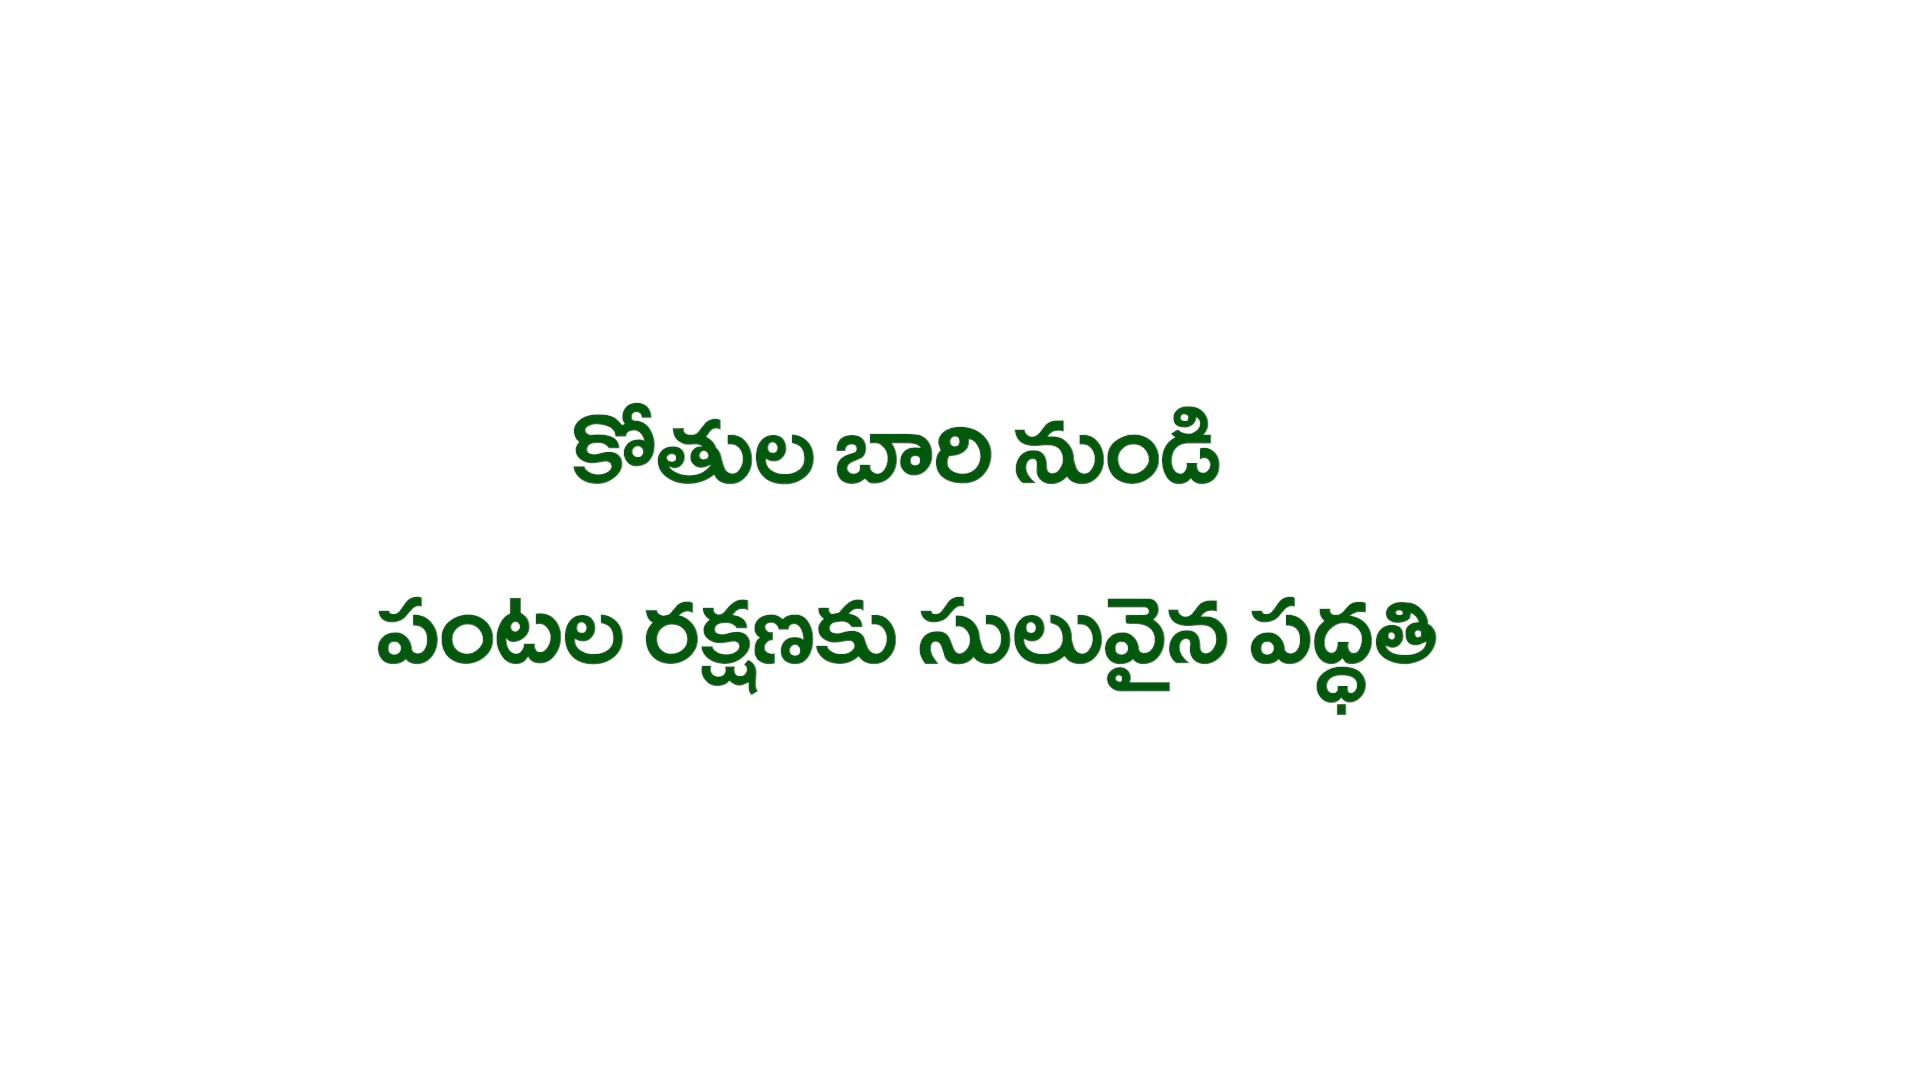 కోతుల బారి నుండి
పంటల రక్షణకు సులువైన పద్ధతి